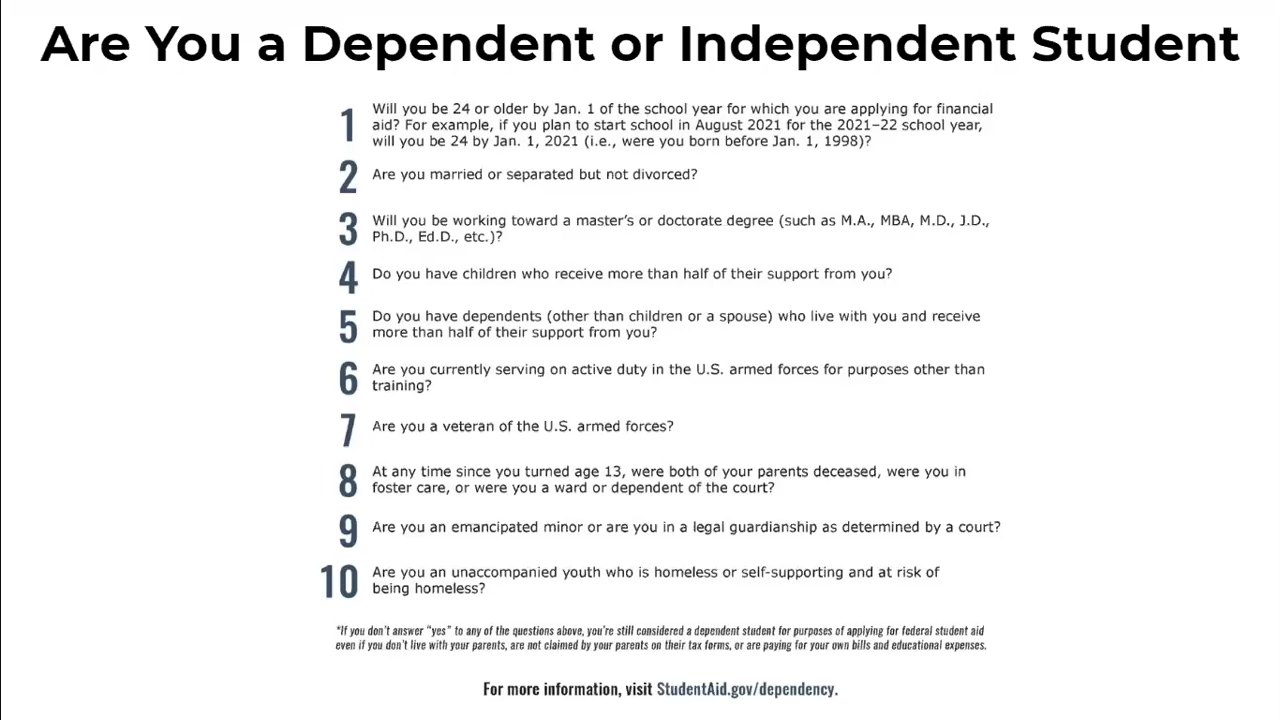 Are You a Dependent or Independent Student
1
Will you be 24 or older by Jan. 1 of the school year for which you are applying for financial
aid? For example, if you plan to start school in August 2021 for the 2021–22 school year,
will you be 24 by Jan. 1, 2021 (i.e., were you born before Jan. 1, 1998)?
2
Are you married or separated but not divorced?
3
Will you be working toward a master's or doctorate degree (such as M.A., MBA, M.D., J.D.,
Ph.D., Ed.D., etc.)?
4
Do you have children who receive more than half of their support from you?
5
Do you have dependents (other than children or a spouse) who live with you and receive
more than half of their support from you?
6
Are you currently serving on active duty in the U.S. armed forces for purposes other than
training?
7
Are you a veteran of the U.S. armed forces?
8
At any time since you turned age 13, were both of your parents deceased, were you in
foster care, or were you a ward or dependent of the court?
9
Are you an emancipated minor or are you in a legal guardianship as determined by a court?
10
Are you an unaccompanied youth who is homeless or self-supporting and at risk of
being homeless?
*If you don't answer "yes" to any of the questions above, you're still considered a dependent student for purposes of applying for federal student aid
even if you don't live with your parents, are not claimed by your parents on their tax forms, or are paying for your own bills and educational expenses.
For more information, visit StudentAid.gov/dependency.